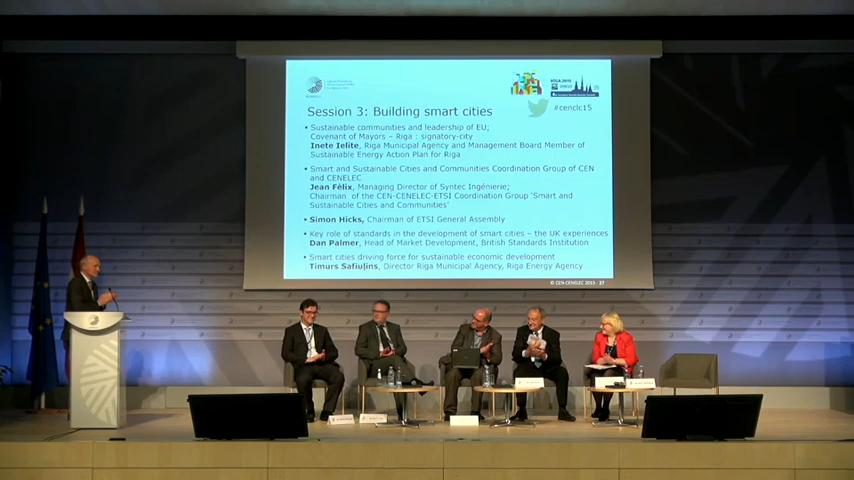 RIGA 2015
#cenclc15
Session 3: Building smart cities
▪ Sustainable communities and leadership of EU;
Covenant of Mayors – Riga : signatory-city
Inete Ielite, Riga Municipal Agency and Management Board Member of
Sustainable Energy Action Plan for Riga
▪ Smart and Sustainable Cities and Communities Coordination Group of CEN
and CENELEC
Jean Félix, Managing Director of Syntec Ingénierie;
Chairman of the CEN-CENELEC-ETSI Coordination Group 'Smart and
Sustainable Cities and Communities'
▪ Simon Hicks, Chairman of ETSI General Assembly
▪ Key role of standards in the development of smart cities – the UK experiences
Dan Palmer, Head of Market Development, British Standards Institution
▪ Smart cities driving force for sustainable economic development
Timurs Safiuļins, Director Riga Municipal Agency, Riga Energy Agency
© CEN-CENELEC 2015 - 27